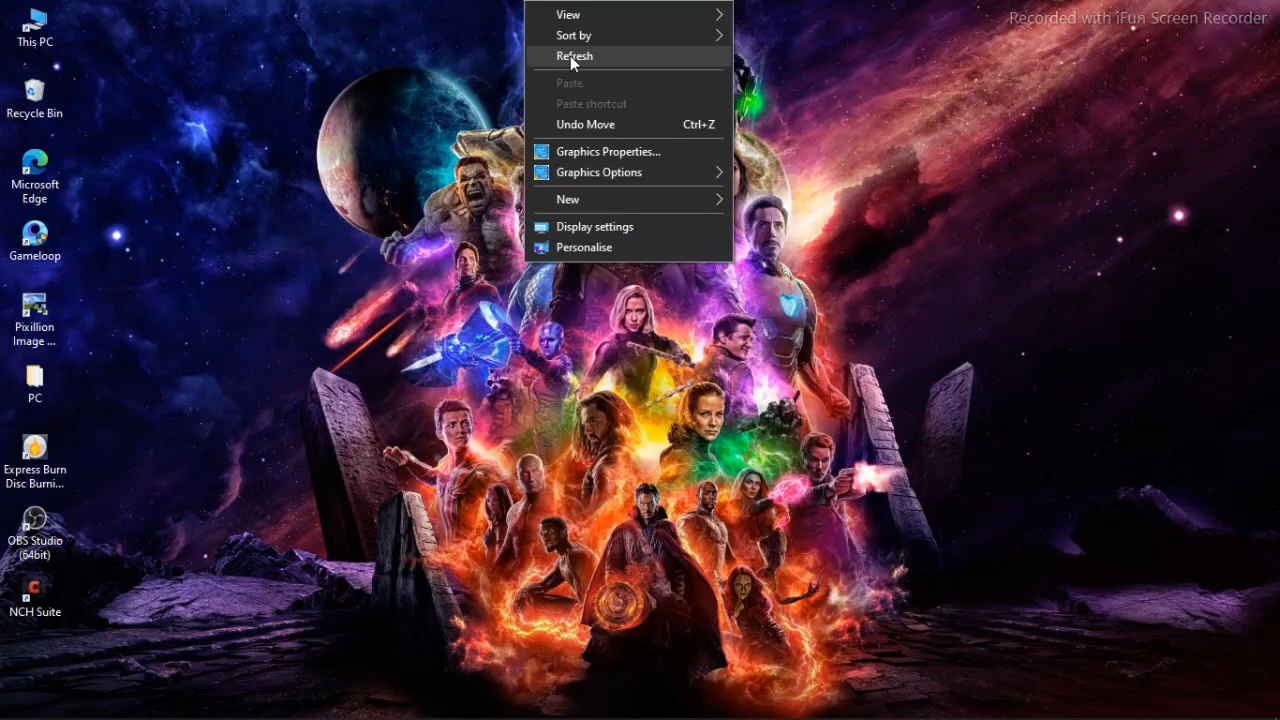 Recorded with iFun Screen Recorder
This PC
Recycle Bin
Microsoft
Edge
Gameloop
Pixillion
Image ...
PC
Express Burn
Disc Burni...
OBS Studio
(64bit)
NCH Suite
View
Sort by
Refresh
Paste
Paste shortcut
Undo Move Ctrl+Z
Graphics Properties...
Graphics Options
New
Display settings
Personalise